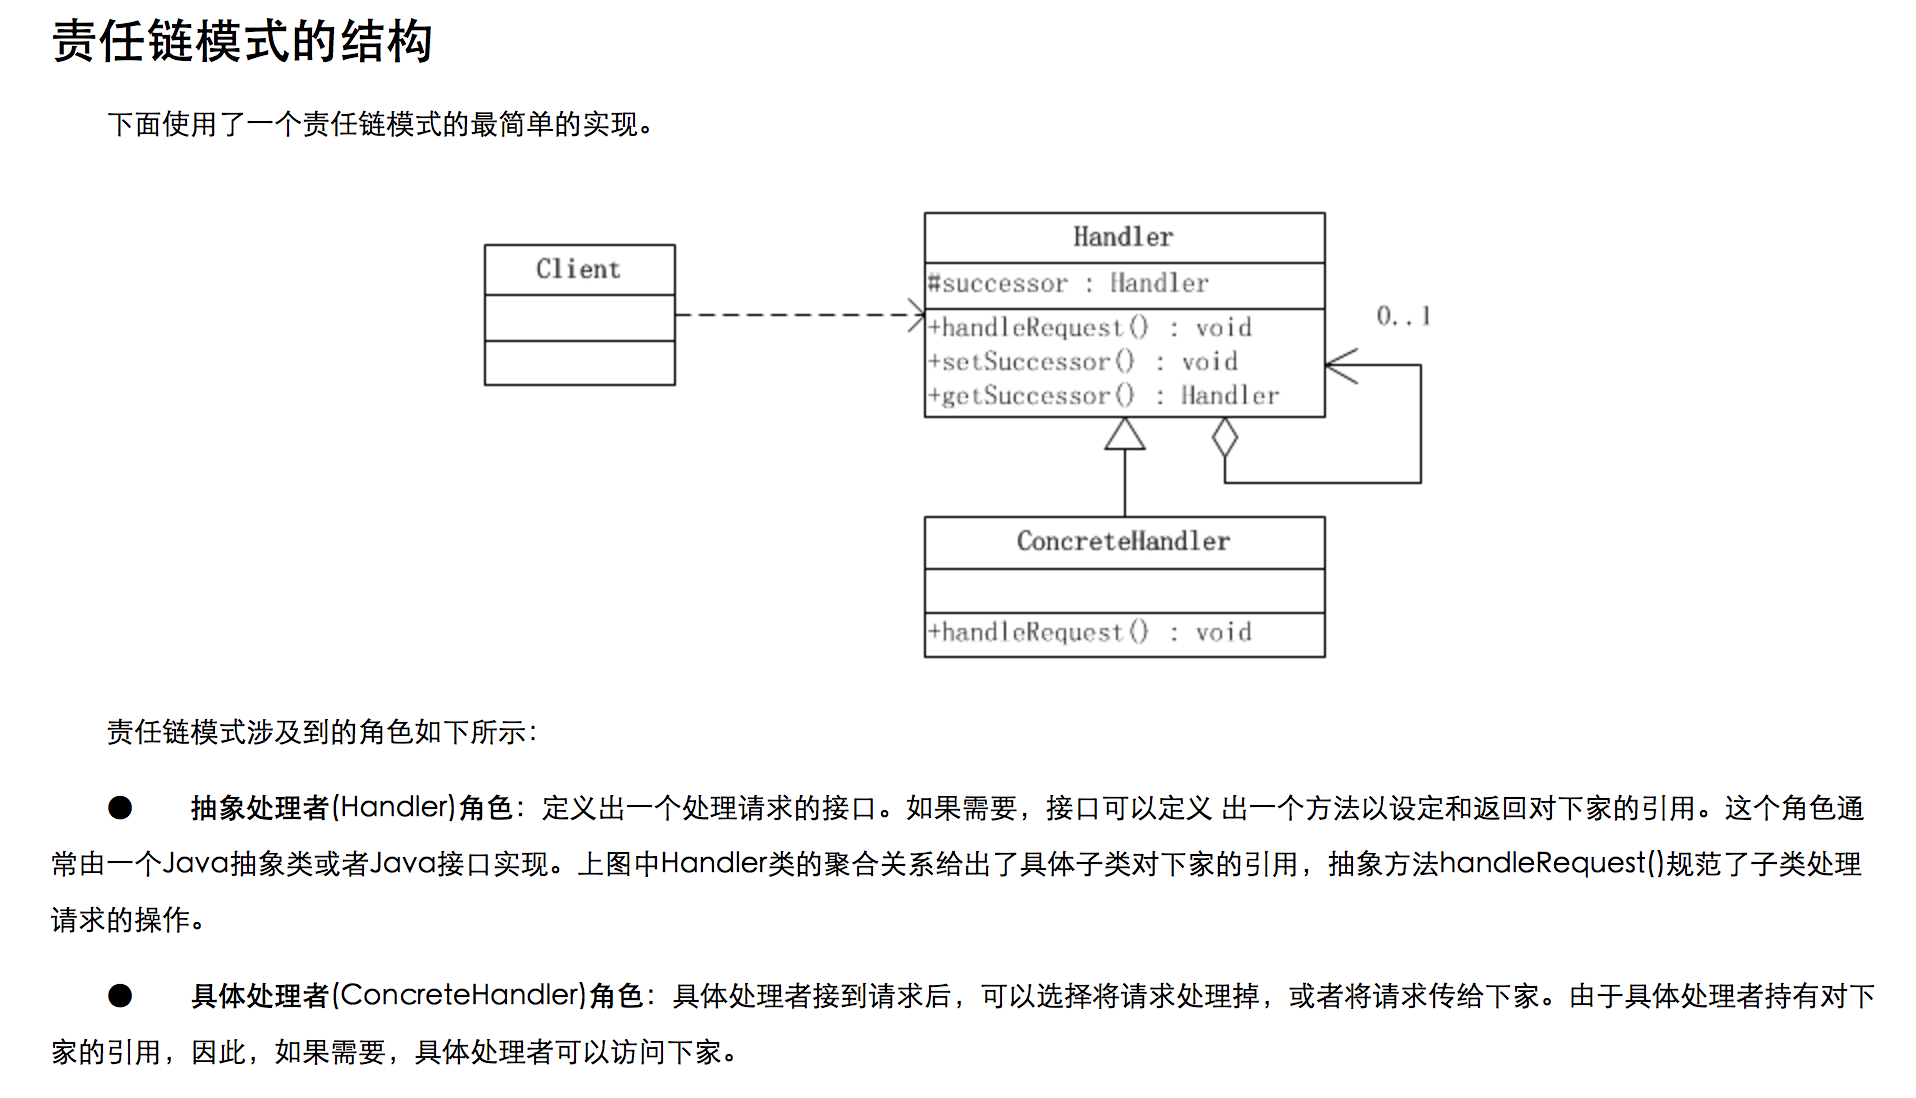 责任链模式的结构
下面使用了一个责任链模式的最简单的实现。
Client
Handler
#successor : Handler
+handleRequest() : void
+setSuccessor() : void
+getSuccessor() : Handler
0..1
ConcreteHandler
+handleRequest() : void
责任链模式涉及到的角色如下所示：
● 抽象处理者(Handler)角色：定义出一个处理请求的接口。如果需要，接口可以定义 出一个方法以设定和返回对下家的引用。这个角色通
常由一个Java抽象类或者Java接口实现。上图中Handler类的聚合关系给出了具体子类对下家的引用，抽象方法handleRequest()规范了子类处理
请求的操作。
● 具体处理者(ConcreteHandler)角色：具体处理者接到请求后，可以选择将请求处理掉，或者将请求传给下家。由于具体处理者持有对下
家的引用，因此，如果需要，具体处理者可以访问下家。